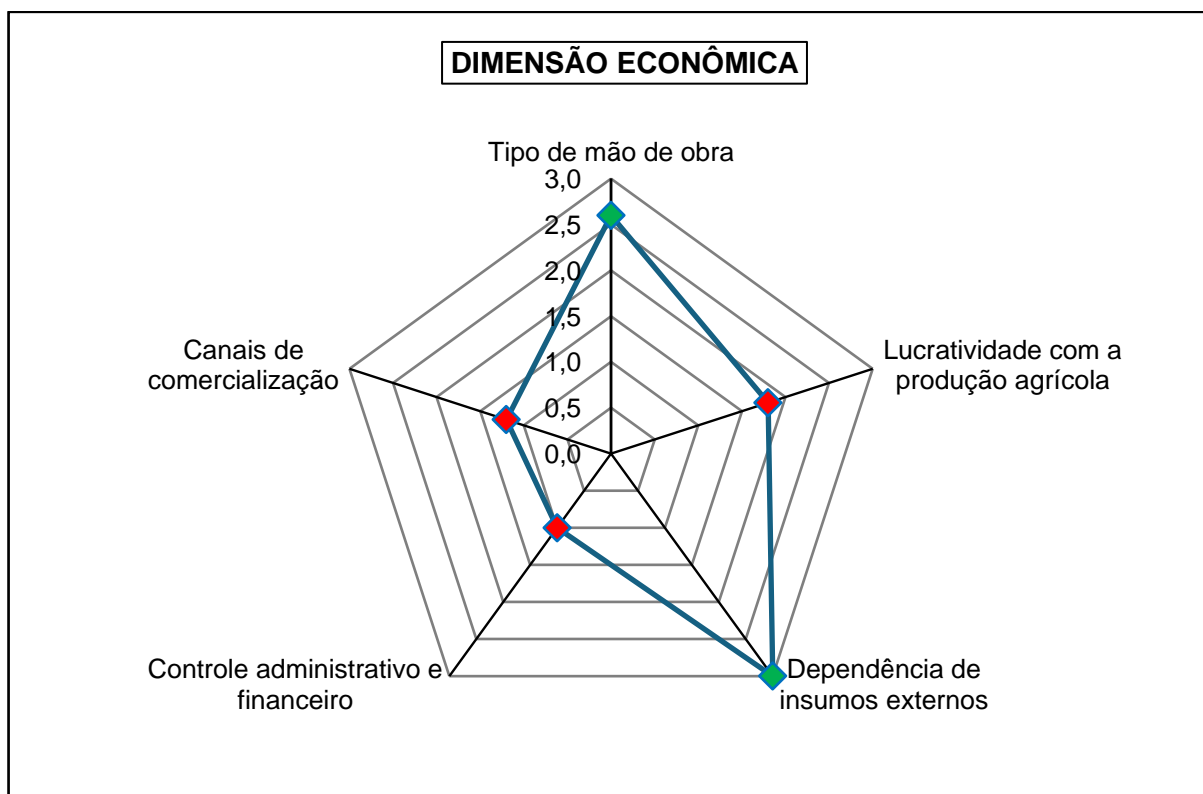 DIMENSÃO ECONÔMICA
Tipo de mão de obra
3,0
2,5
2,0
1,5
1,0
0,5
0,0
Lucratividade com a
produção agrícola
Dependência de
insumos externos
Controle administrativo e
financeiro
Canais de
comercialização